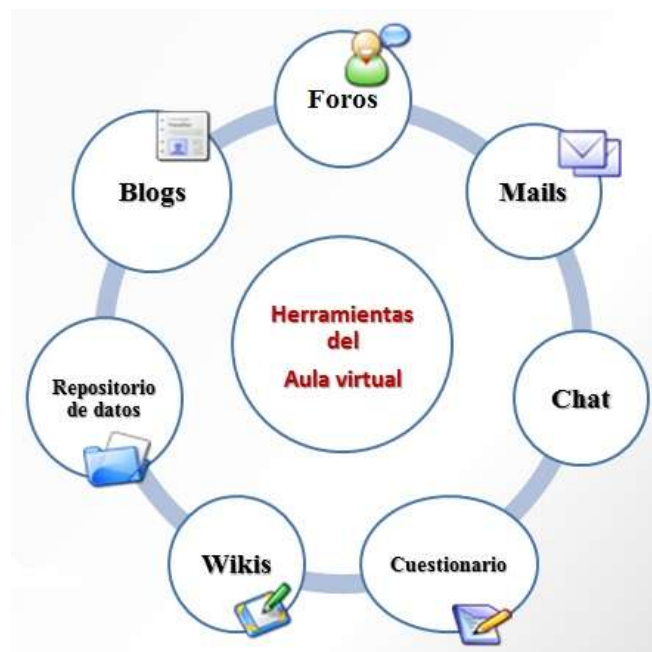 Foros
Blogs
Mails
Herramientas
del
Aula virtual
Repositorio
de datos
Chat
Wikis
Cuestionario